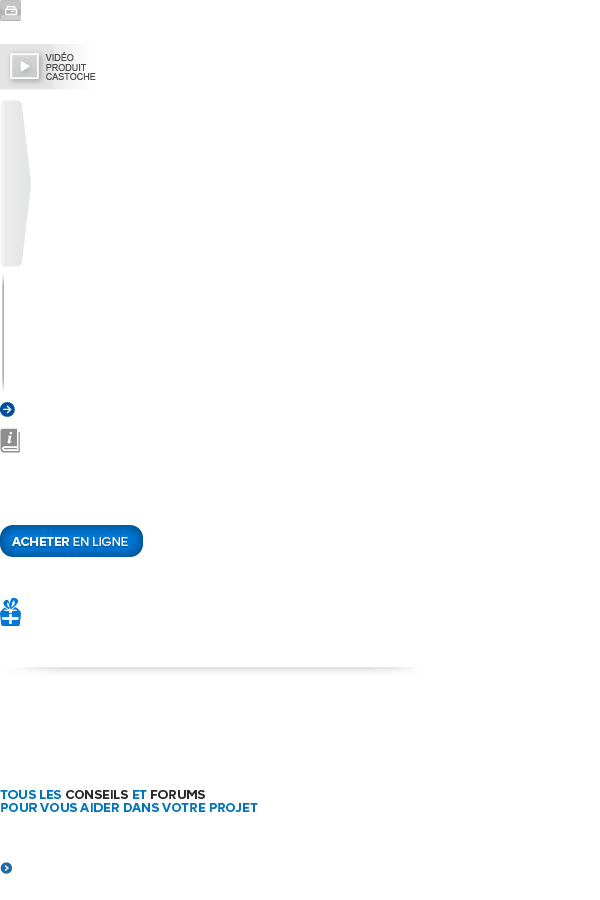 VIDÉO
PRODUIT
CASTOCHE
ACHETER EN LIGNE
TOUS LES CONSEILS ET FORUMS
POUR VOUS AIDER DANS VOTRE PROJET